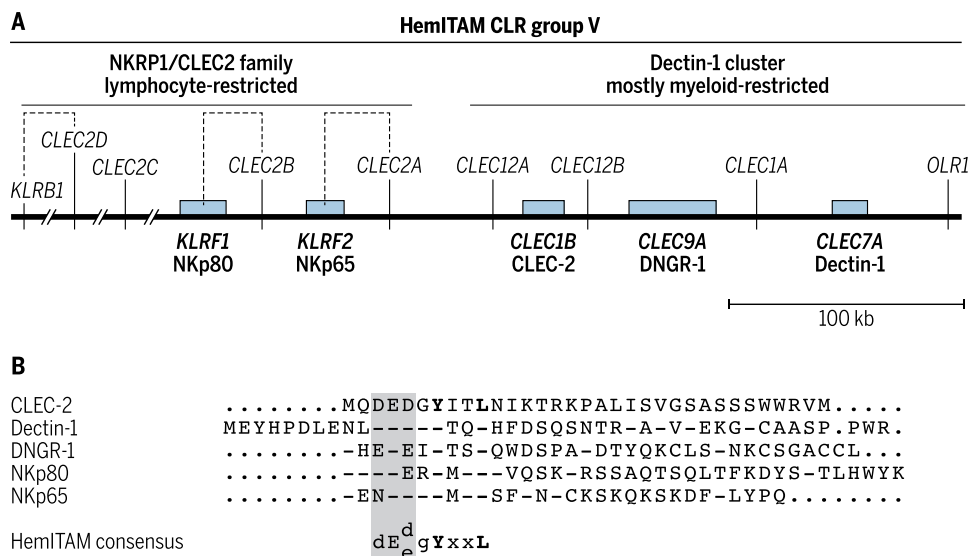 A
HemITAM CLR group V
NKRP1/CLEC2 family
lymphocyte-restricted
Dectin-1 cluster
mostly myeloid-restricted
KLRB1 CLEC2D CLEC2C CLEC2B CLEC2A CLEC12A CLEC12B CLEC1A OLR1
KLRF1 KLRF2 CLEC1B CLEC9A CLEC7A
NKp80 NKp65 CLEC-2 DNGR-1 Dectin-1
100 kb
B
CLEC-2 ........MQDEDGYITLNIKTRKPALISVGSASSSWWRVM.....
Dectin-1 MEYHPDLENL-----TQ-HFDSQSNTR-A-V-EKG-CAASP.PWR.
DNGR-1 ........-HE-EI-TS-QWDSPA-DTYQKCLS-NKCSGACCL...
NKp80 ........----ER-M---VQSK-RSSAQTSQLTFKDYS-TLHWYK
NKp65 ........-EN----M--SF-N-CKSKQKSKDF-LYPQ........
HemITAM consensus dE d e gYxxL